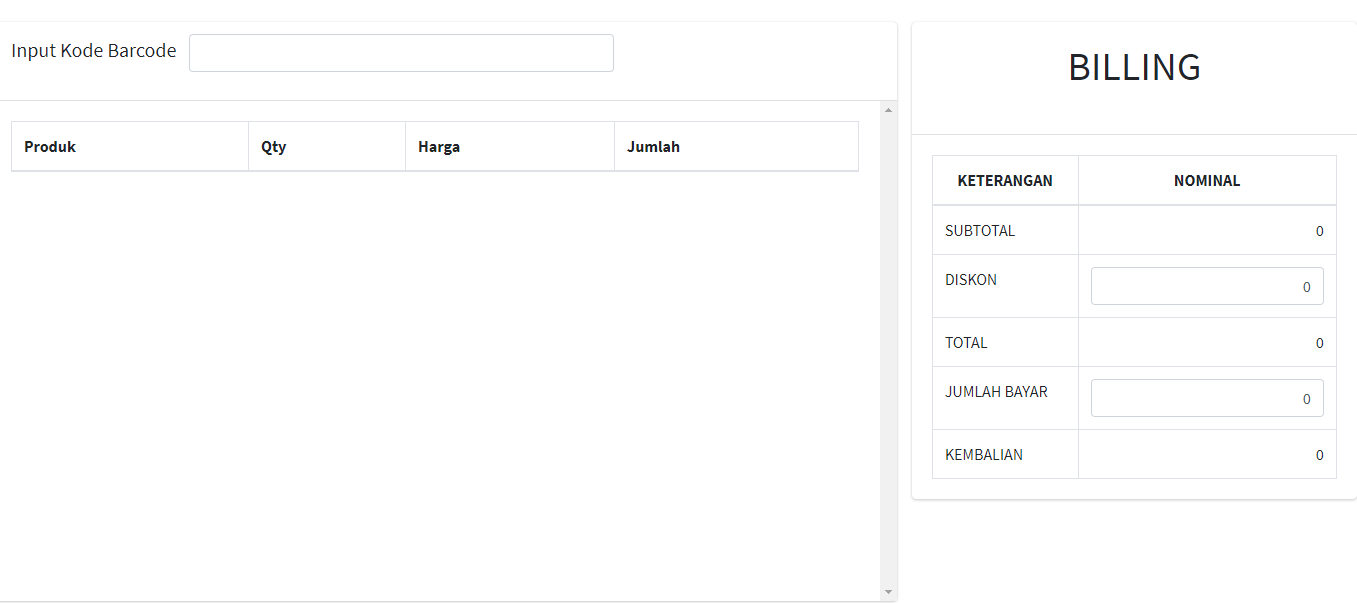 Input Kode Barcode
Produk Qty Harga Jumlah
BILLING
KETERANGAN NOMINAL
SUBTOTAL 0
DISKON 0
TOTAL 0
JUMLAH BAYAR 0
KEMBALIAN 0